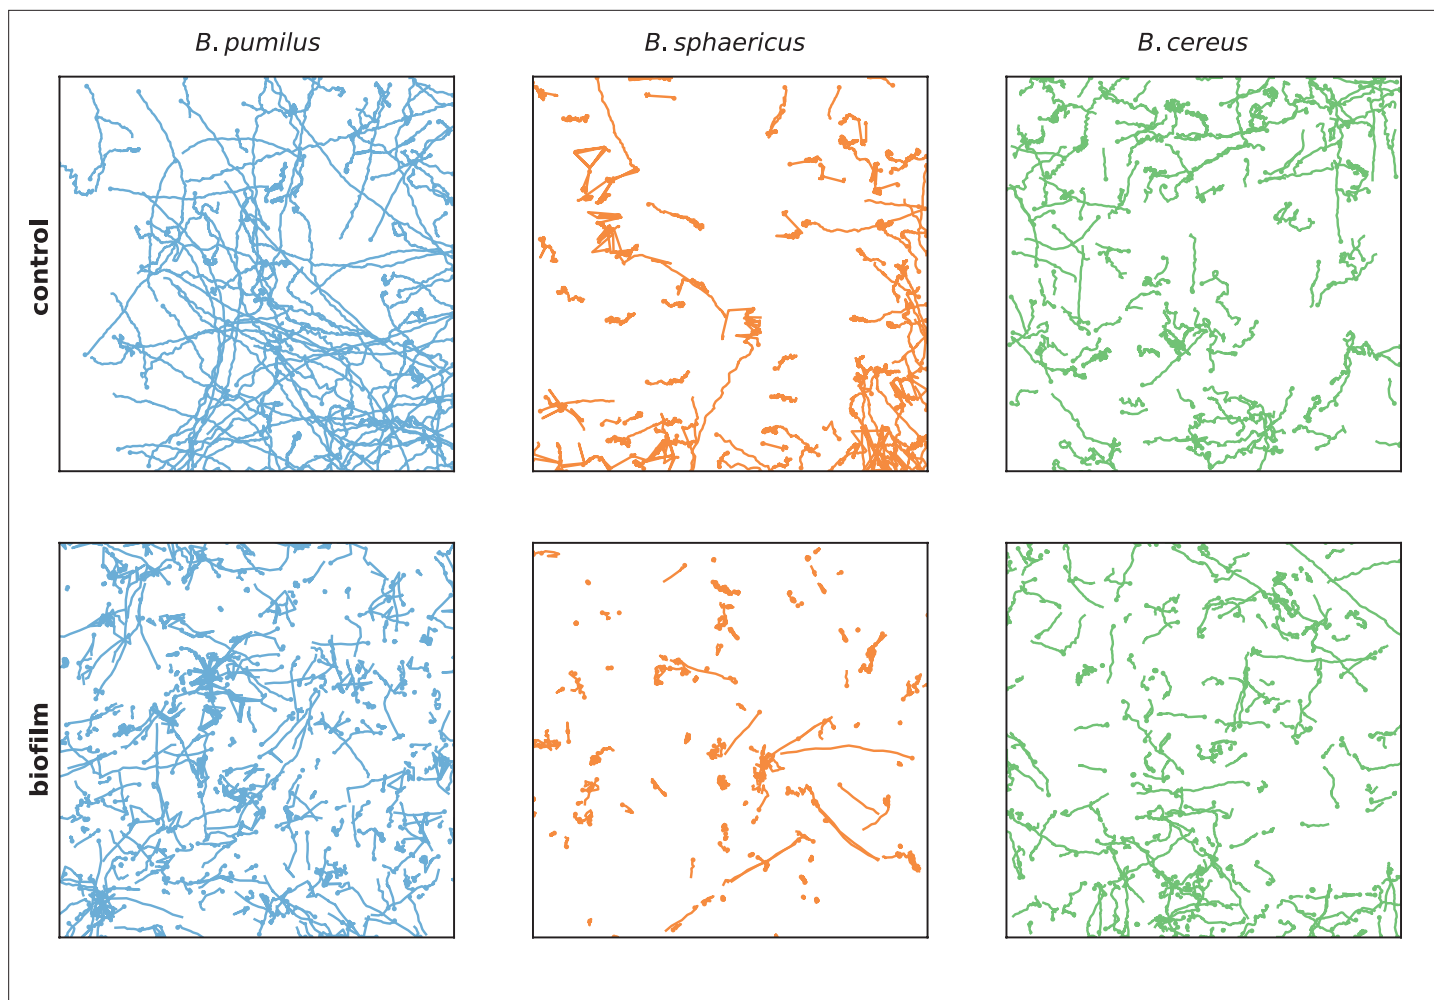 B. pumilus
B. sphaericus
B. cereus
control
biofilm